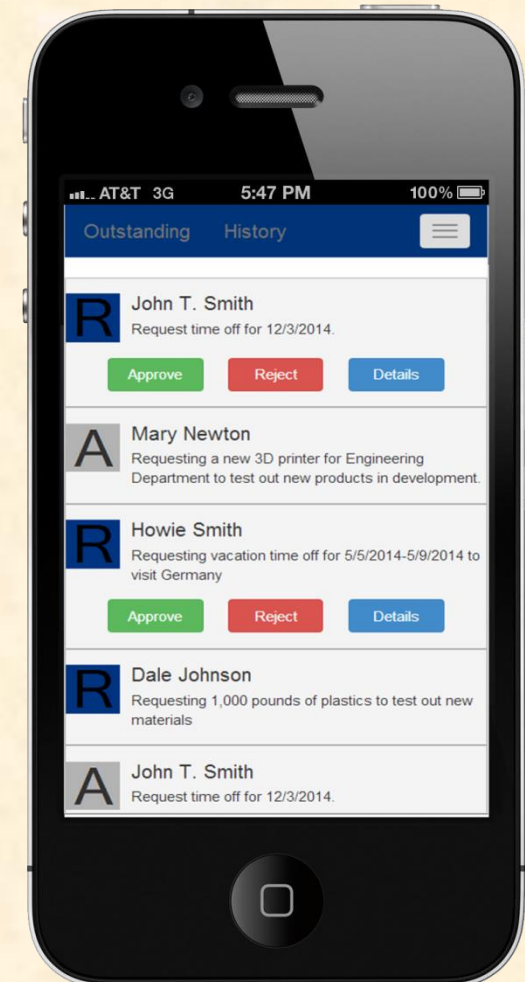 AT&T 3G 5:47 PM 100%
Outstanding History
R John T. Smith
Request time off for 12/3/2014.
Approve Reject Details
A Mary Newton
Requesting a new 3D printer for Engineering
Department to test out new products in development.
R Howie Smith
Requesting vacation time off for 5/5/2014-5/9/2014 to
visit Germany
Approve Reject Details
R Dale Johnson
Requesting 1,000 pounds of plastics to test out new
materials
A John T. Smith
Request time off for 12/3/2014.